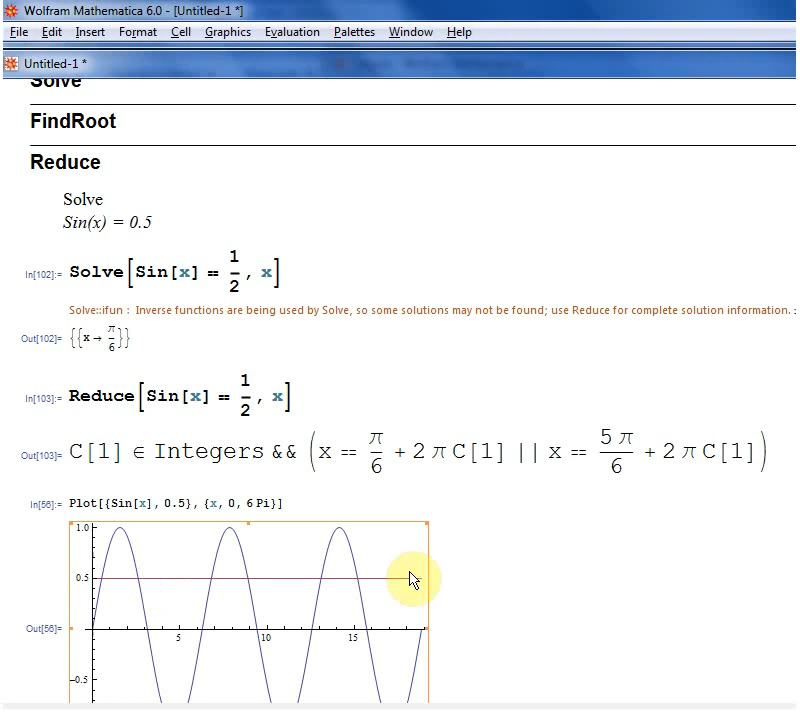 Wolfram Mathematica 6.0 - [Untitled-1 *]
File Edit Insert Format Cell Graphics Evaluation Palettes Window Help
Untitled-1 *
Solve
FindRoot
Reduce
Solve
Sin(x) = 0.5
In[102]:= Solve[Sin[x] == 1/2, x]
Solve::ifun : Inverse functions are being used by Solve, so some solutions may not be found; use Reduce for complete solution information.
Out[102]= {{x → π/6}}
In[103]:= Reduce[Sin[x] == 1/2, x]
Out[103]= C[1] ∈ Integers && (x == π/6 + 2 π C[1] || x == 5 π/6 + 2 π C[1])
In[56]:= Plot[{Sin[x], 0.5}, {x, 0, 6 Pi}]
1.0
0.5
Out[56]=
5 10 15
-0.5